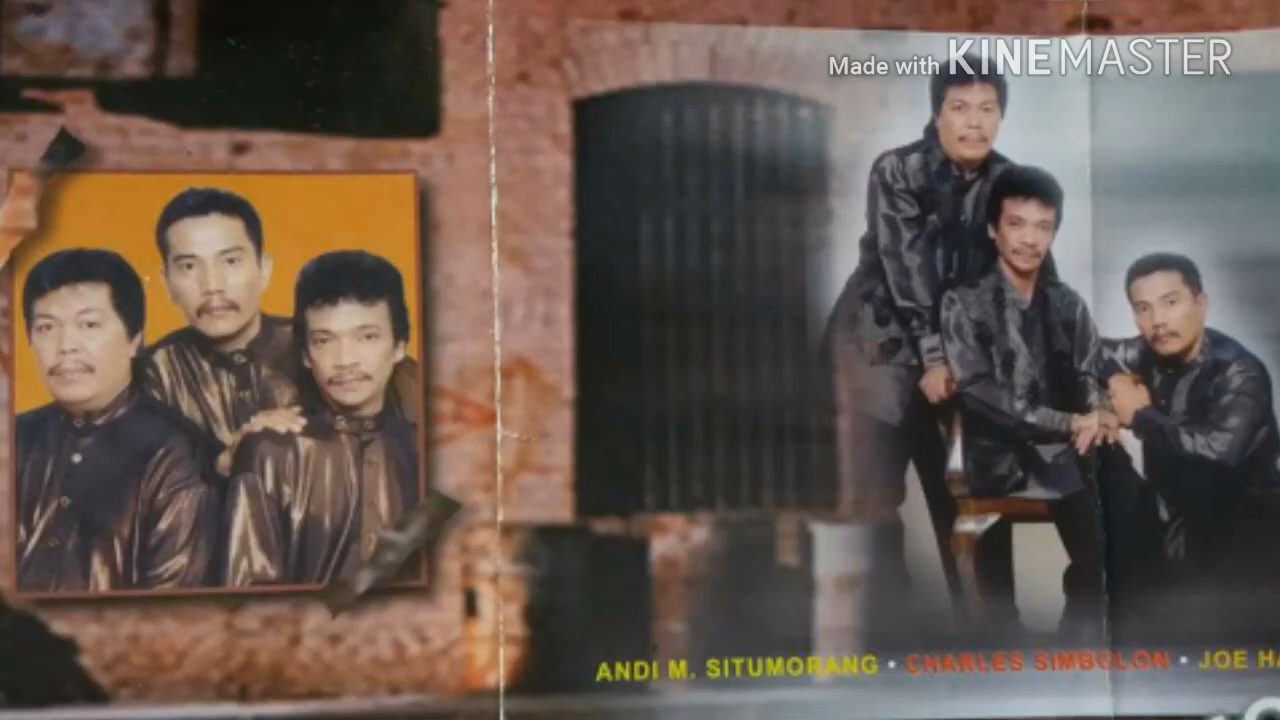 Made with KINEMASTER
ANDI M. SITUMORANG • CHARLES SIMBOLON • JOE HA